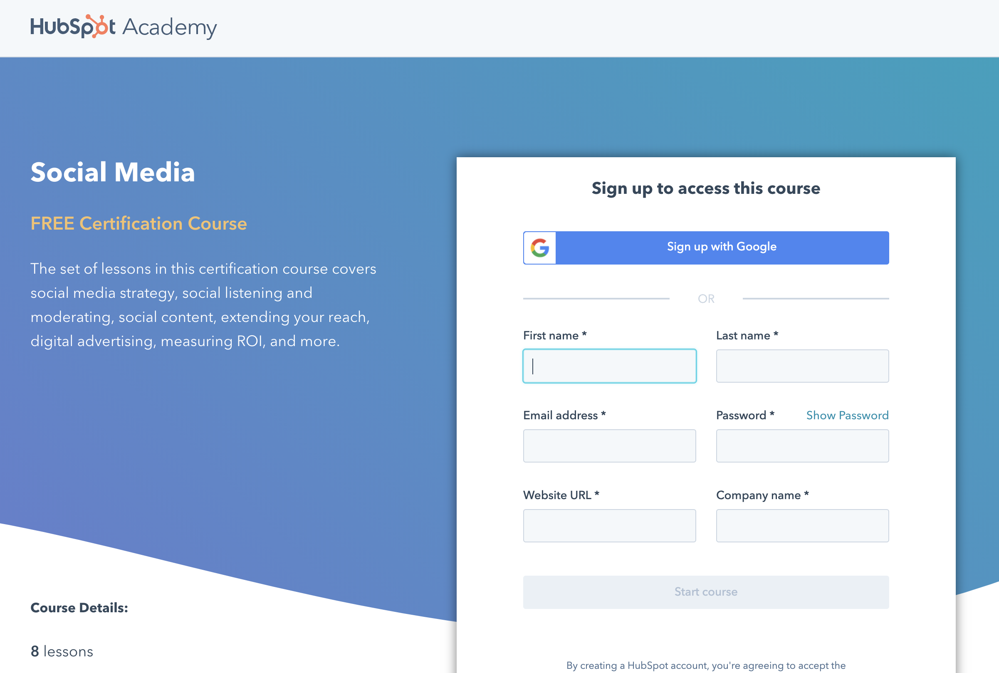 HubSpot Academy
Social Media
FREE Certification Course
The set of lessons in this certification course covers
social media strategy, social listening and
moderating, social content, extending your reach,
digital advertising, measuring ROI, and more.
Sign up to access this course
Sign up with Google
OR
First name *
Last name *
Email address *
Password *
Show Password
Website URL *
Company name *
Start course
By creating a HubSpot account, you're agreeing to accept the
Course Details:
8 lessons